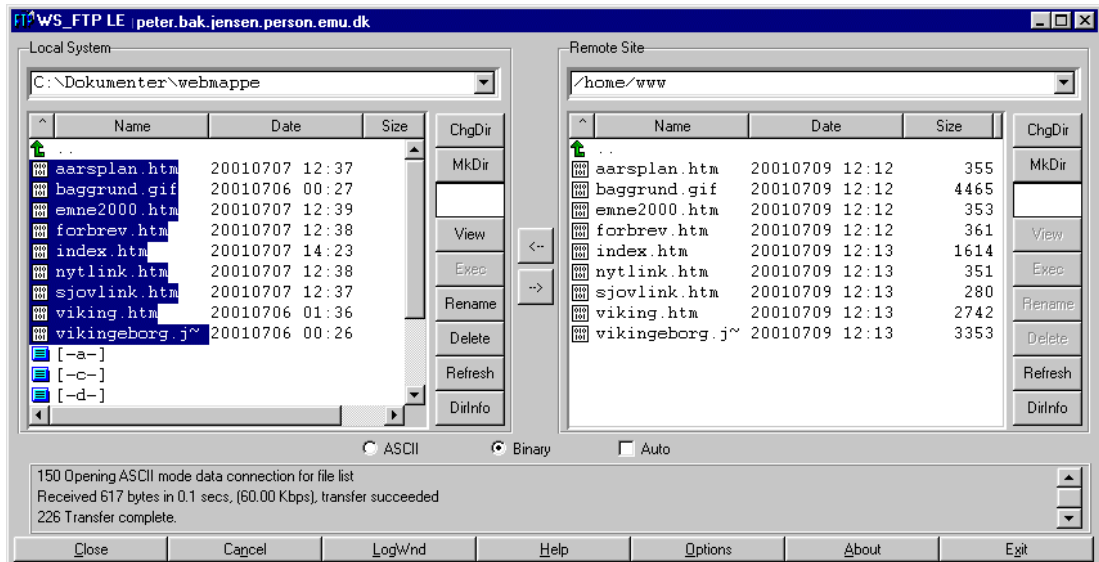 WS_FTP LE peter.bak.jensen.person.emu.dk
Local System
C:\Dokumenter\webmappe
^ Name Date Size
..
aarsplan.htm 20010707 12:37
baggrund.gif 20010706 00:27
emne2000.htm 20010707 12:39
forbrev.htm 20010707 12:38
index.htm 20010707 14:23
nytlink.htm 20010707 12:38
sjovlink.htm 20010707 12:37
viking.htm 20010706 01:36
vikingeborg.j~ 20010706 00:26
[-a-]
[-c-]
[-d-]
ChgDir
MkDir
View
Exec
Rename
Delete
Refresh
DirInfo
<--
-->
Remote Site
/home/www
^ Name Date Size
..
aarsplan.htm 20010709 12:12 355
baggrund.gif 20010709 12:12 4465
emne2000.htm 20010709 12:12 353
forbrev.htm 20010709 12:12 361
index.htm 20010709 12:13 1614
nytlink.htm 20010709 12:13 351
sjovlink.htm 20010709 12:13 280
viking.htm 20010709 12:13 2742
vikingeborg.j~ 20010709 12:13 3353
ChgDir
MkDir
View
Exec
Rename
Delete
Refresh
DirInfo
ASCII Binary Auto
150 Opening ASCII mode data connection for file list
Received 617 bytes in 0.1 secs, (60.00 Kbps), transfer succeeded
226 Transfer complete.
Close Cancel LogWnd Help Options About Exit